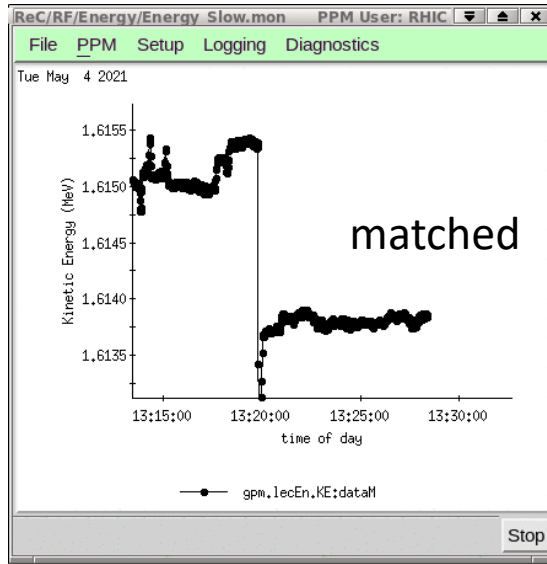 ReC/RF/Energy/Energy Slow.mon PPM User: RHIC
File PPM Setup Logging Diagnostics
Tue May 4 2021
1.6155
1.6150
1.6145
1.6140
1.6135
Kinetic Energy (MeV)
matched
13:15:00 13:20:00 13:25:00 13:30:00
time of day
gpm.lecEn.KE:dataM
Stop